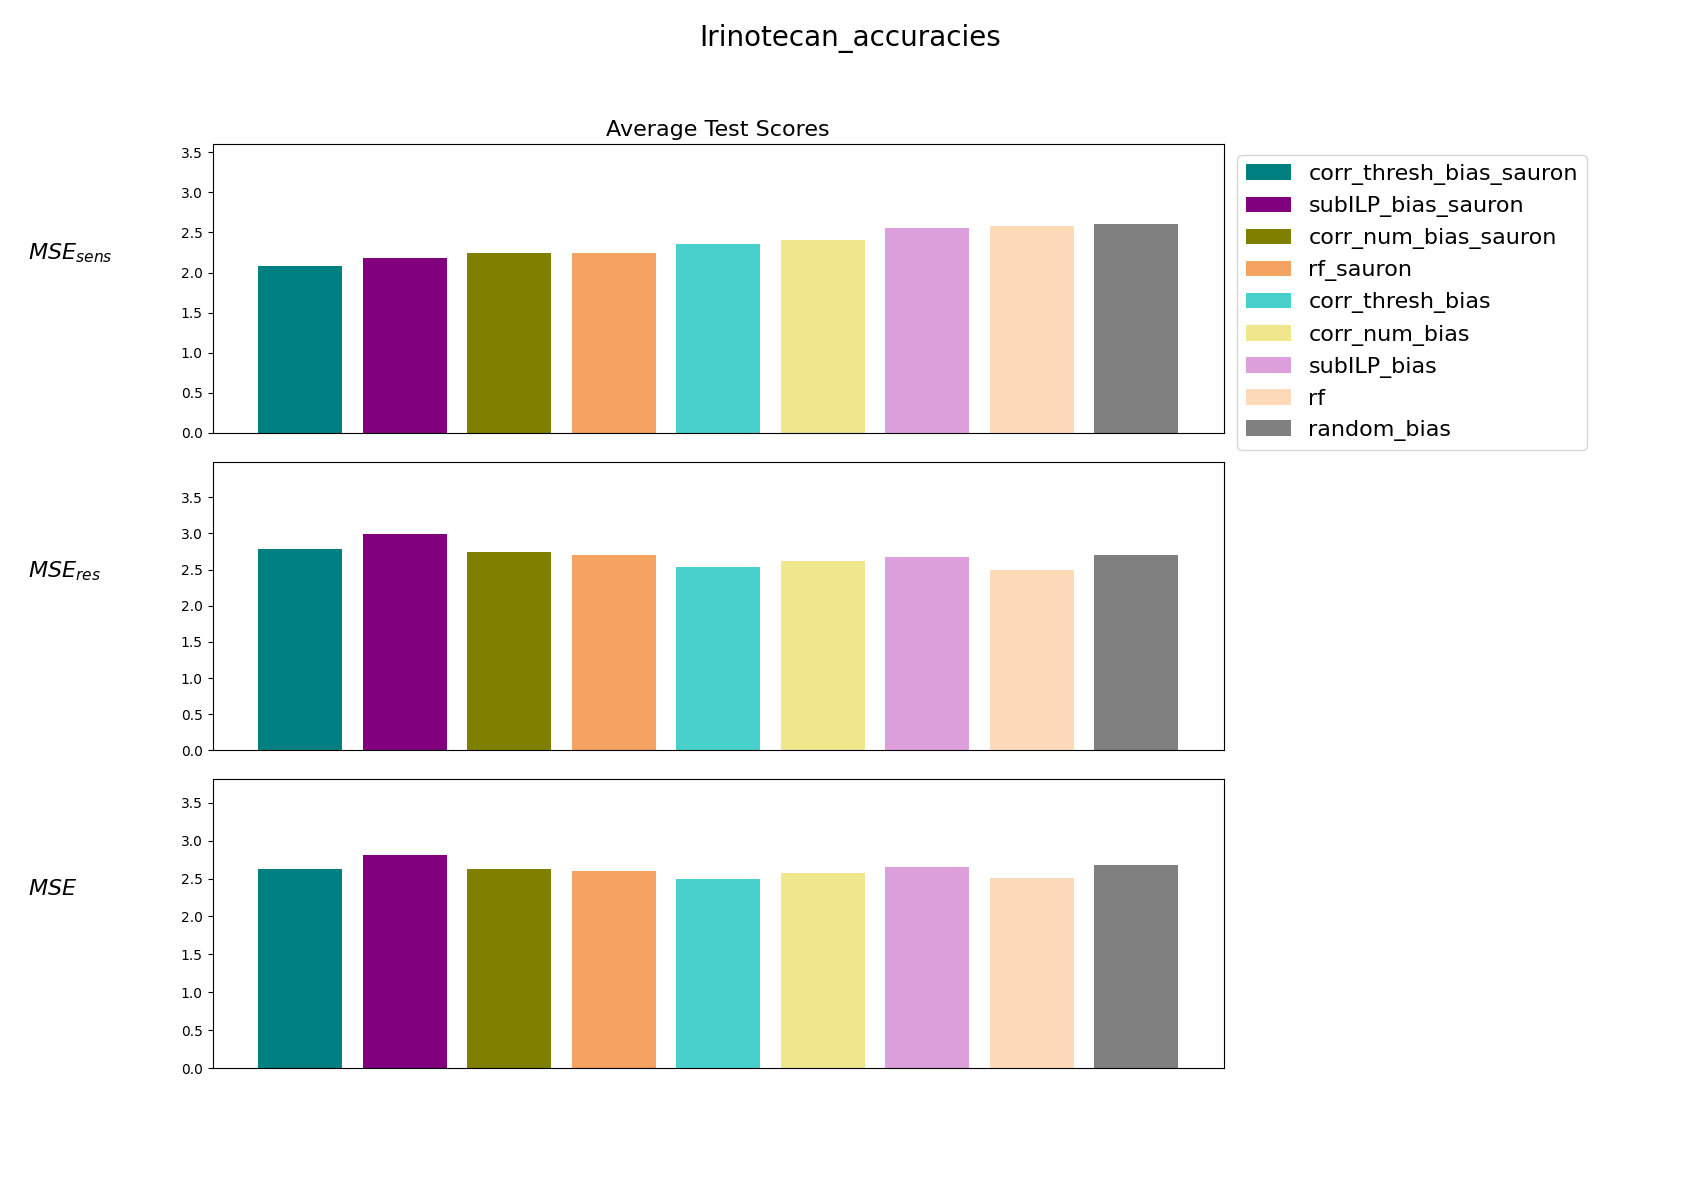 Irinotecan_accuracies
Average Test Scores
MSE_sens
3.5
3.0
2.5
2.0
1.5
1.0
0.5
0.0
corr_thresh_bias_sauron
subILP_bias_sauron
corr_num_bias_sauron
rf_sauron
corr_thresh_bias
corr_num_bias
subILP_bias
rf
random_bias
MSE_res
3.5
3.0
2.5
2.0
1.5
1.0
0.5
0.0
MSE
3.5
3.0
2.5
2.0
1.5
1.0
0.5
0.0